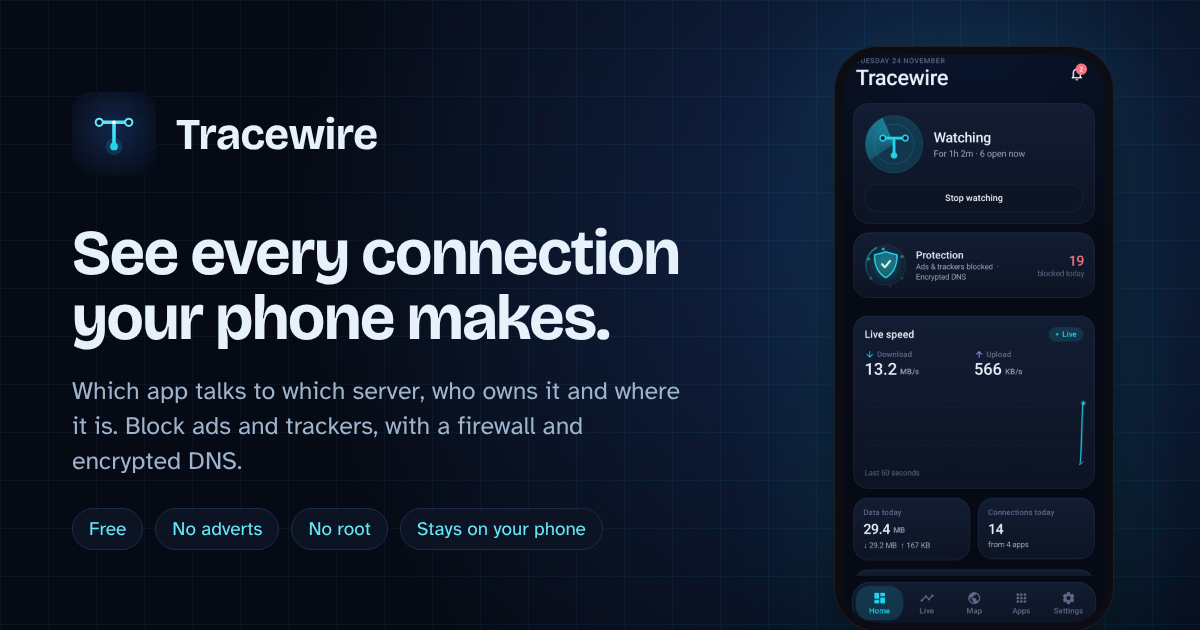 Tracewire
See every connection
your phone makes.
Which app talks to which server, who owns it and where
it is. Block ads and trackers, with a firewall and
encrypted DNS.
Free
No adverts
No root
Stays on your phone
TUESDAY 24 NOVEMBER
Tracewire
2
Watching
For 1h 2m · 6 open now
Stop watching
Protection
Ads & trackers blocked ·
Encrypted DNS
19
blocked today
Live speed
• Live
↓ Download
↑ Upload
13.2 MB/s
566 KB/s
Last 60 seconds
Data today
29.4 MB
↓ 29.2 MB ↑ 167 KB
Connections today
14
from 4 apps
Home
Live
Map
Apps
Settings